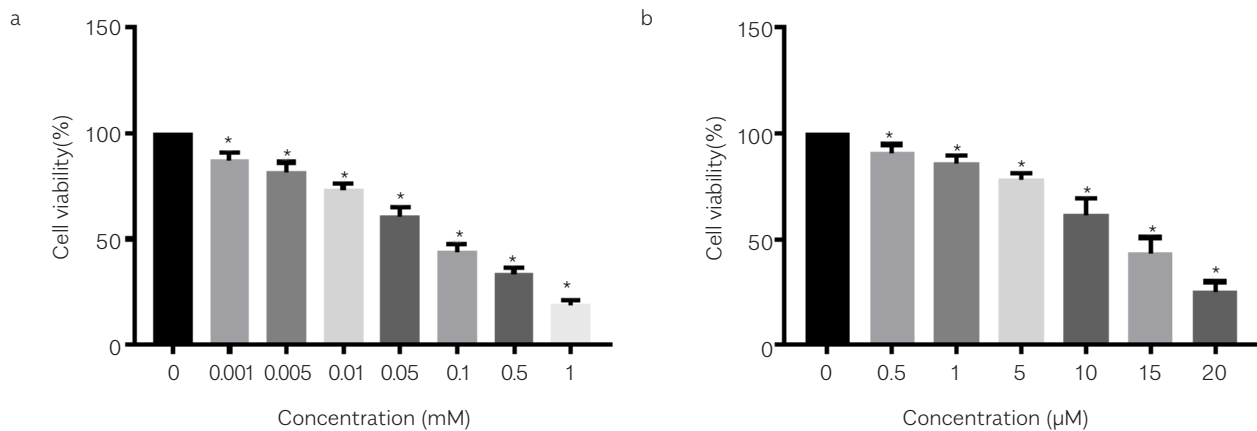 a
150
100
50
0
Cell viability(%)
* * * * * * *
0 0.001 0.005 0.01 0.05 0.1 0.5 1
Concentration (mM)
b
150
100
50
0
Cell viability(%)
* * * * * *
0 0.5 1 5 10 15 20
Concentration (µM)